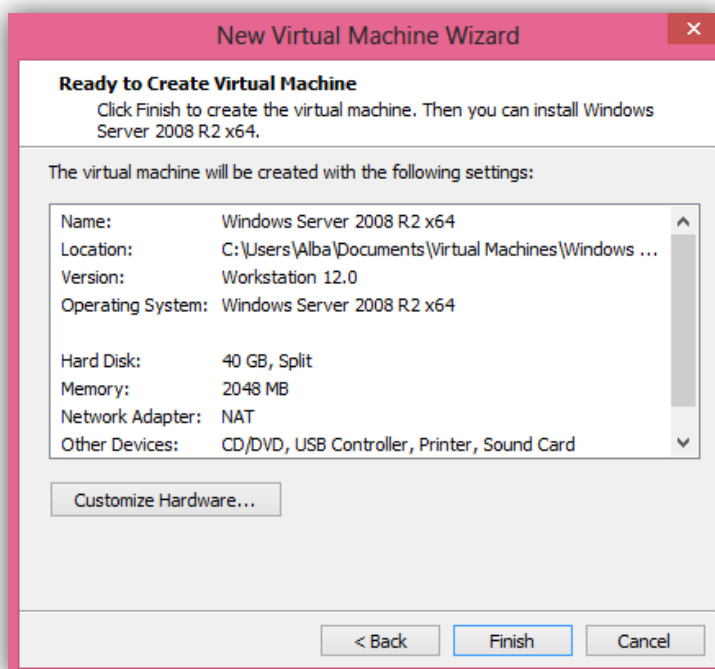 New Virtual Machine Wizard
Ready to Create Virtual Machine
Click Finish to create the virtual machine. Then you can install Windows
Server 2008 R2 x64.
The virtual machine will be created with the following settings:
Name: Windows Server 2008 R2 x64
Location: C:\Users\Alba\Documents\Virtual Machines\Windows ...
Version: Workstation 12.0
Operating System: Windows Server 2008 R2 x64
Hard Disk: 40 GB, Split
Memory: 2048 MB
Network Adapter: NAT
Other Devices: CD/DVD, USB Controller, Printer, Sound Card
Customize Hardware...
< Back Finish Cancel